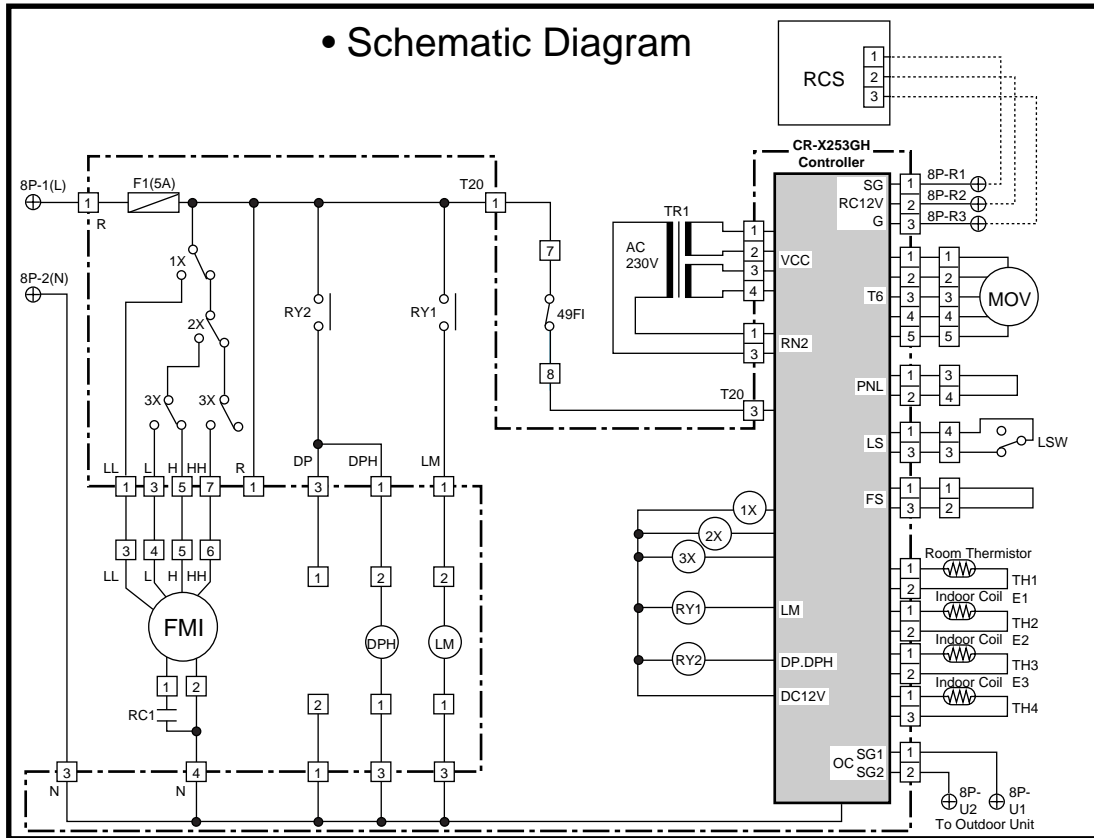 • Schematic Diagram
RCS
1
2
3
CR-X253GH
Controller
8P-1(L)
1
R
F1(5A)
T20
1
8P-2(N)
1X
2X
3X
3X
RY2
RY1
7
49FI
8
T20
3
TR1
AC
230V
1
2
3
4
VCC
1
3
RN2
SG
1
8P-R1
RC12V
2
8P-R2
G
3
8P-R3
T6
1
2
3
4
5
1
2
3
4
5
MOV
PNL
1
2
3
4
LS
1
3
4
3
LSW
FS
1
3
1
2
Room Thermistor
1
2
TH1
Indoor Coil E1
1
2
TH2
Indoor Coil E2
1
2
TH3
Indoor Coil E3
1
3
TH4
1X
2X
3X
RY1
LM
RY2
DP.DPH
DC12V
OC
SG1
1
SG2
2
8P-
U2
8P-
U1
To Outdoor Unit
LL
L
H
HH
R
DP
DPH
LM
1
3
5
7
1
3
1
1
3
4
5
6
LL
L
H
HH
1
2
2
FMI
DPH
LM
1
2
RC1
2
1
1
3
N
4
N
1
3
3